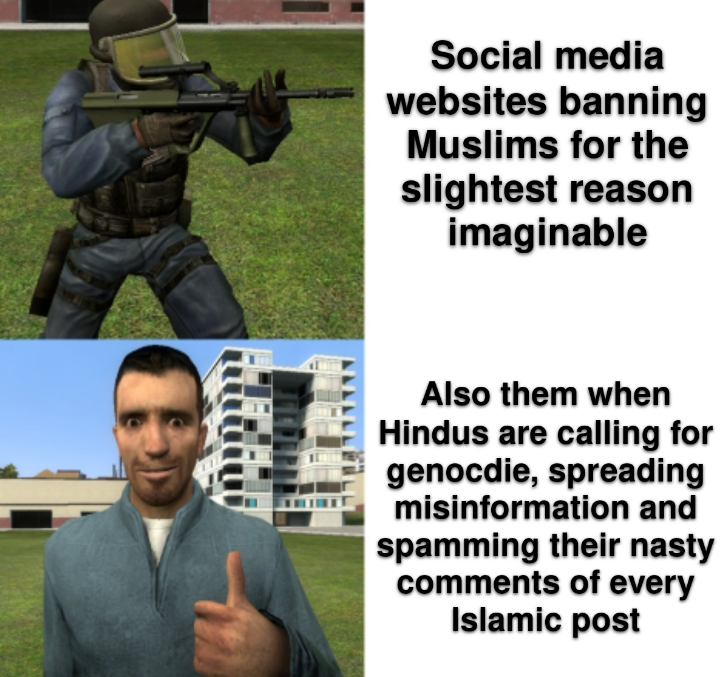 Social media
websites banning
Muslims for the
slightest reason
imaginable
Also them when
Hindus are calling for
genocdie, spreading
misinformation and
spamming their nasty
comments of every
Islamic post